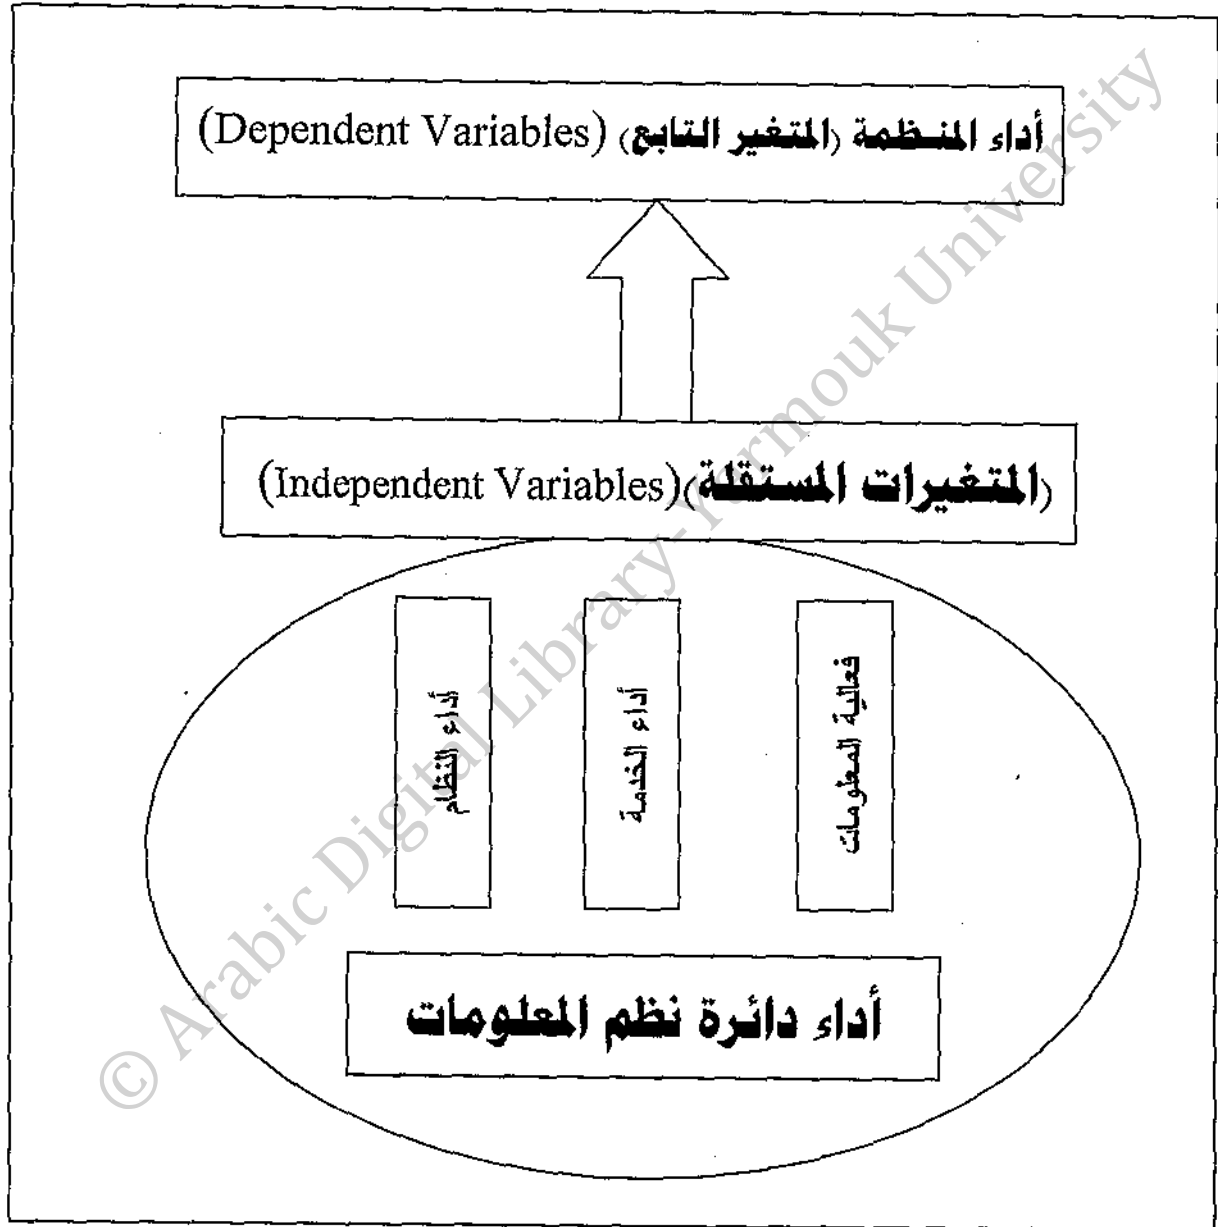 أداء المنظمة (المتغير التابع) (Dependent Variables)
(المتغيرات المستقلة)(Independent Variables)
فعالية المعلومات
أداء الخدمة
أداء النظام
أداء دائرة نظم المعلومات
© Arabic Digital Library-Yarmouk University